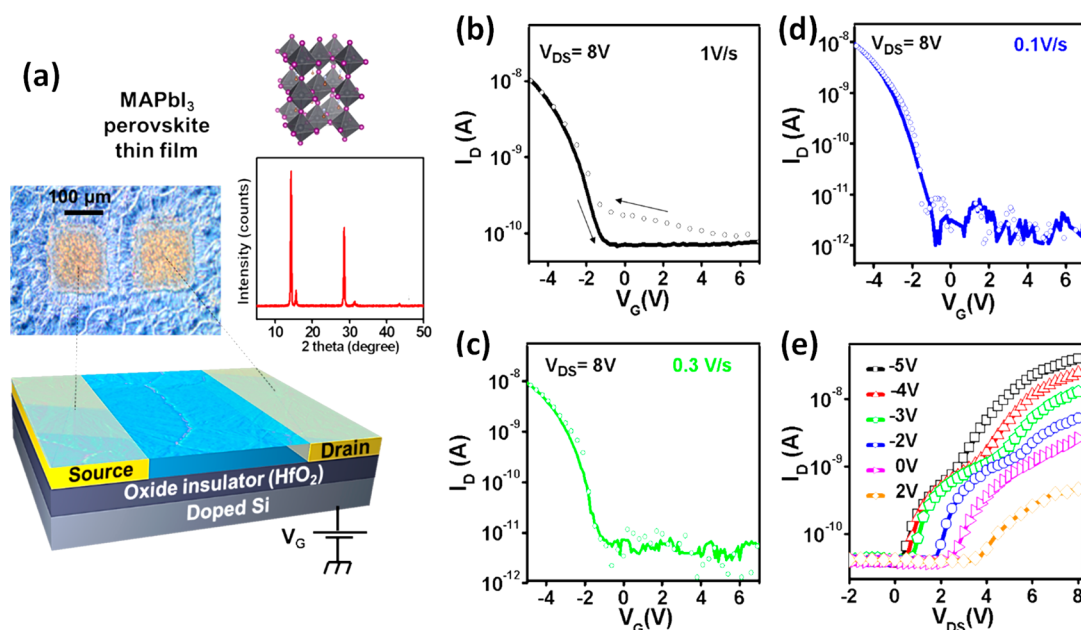 (a)
MAPbI3
perovskite
thin film
100 µm
Intensity (counts)
10 20 30 40 50
2 theta (degree)
Source
Drain
Oxide insulator (HfO2)
Doped Si
VG
(b)
VDS= 8V 1V/s
ID (A)
10-8
10-9
10-10
-4 -2 0 2 4 6
VG(V)
(c)
VDS= 8V 0.3 V/s
ID (A)
10-8
10-9
10-10
10-11
10-12
-4 -2 0 2 4 6
VG(V)
(d)
VDS= 8V 0.1V/s
ID (A)
10-8
10-9
10-10
10-11
10-12
-4 -2 0 2 4 6
VG(V)
(e)
-5V
-4V
-3V
-2V
0V
2V
ID (A)
10-8
10-9
10-10
-2 0 2 4 6 8
VDS(V)